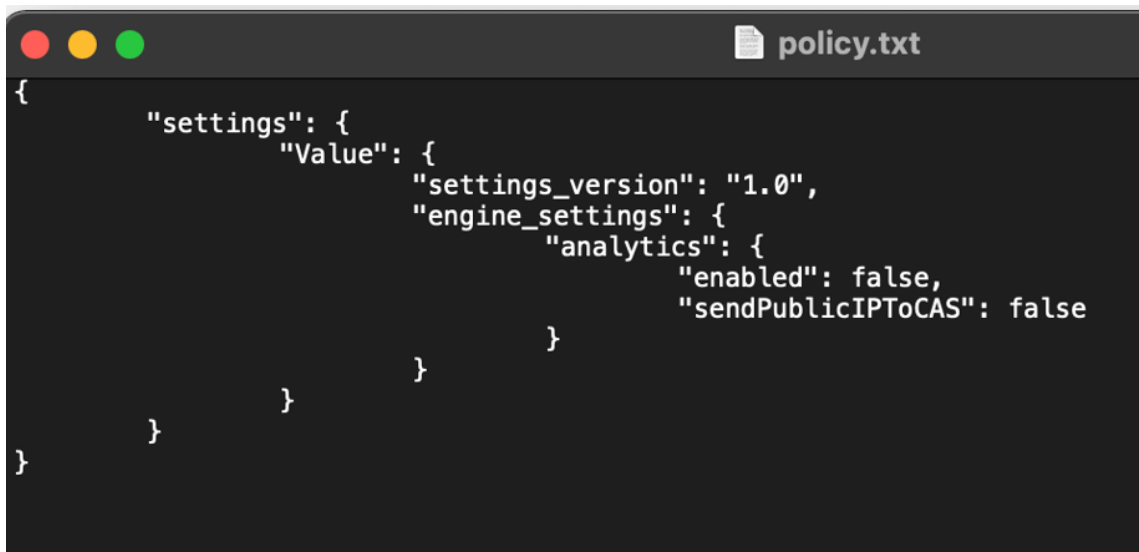 policy.txt
{
	"settings": {
		"Value": {
			"settings_version": "1.0",
			"engine_settings": {
				"analytics": {
					"enabled": false,
					"sendPublicIPToCAS": false
				}
			}
		}
	}
}